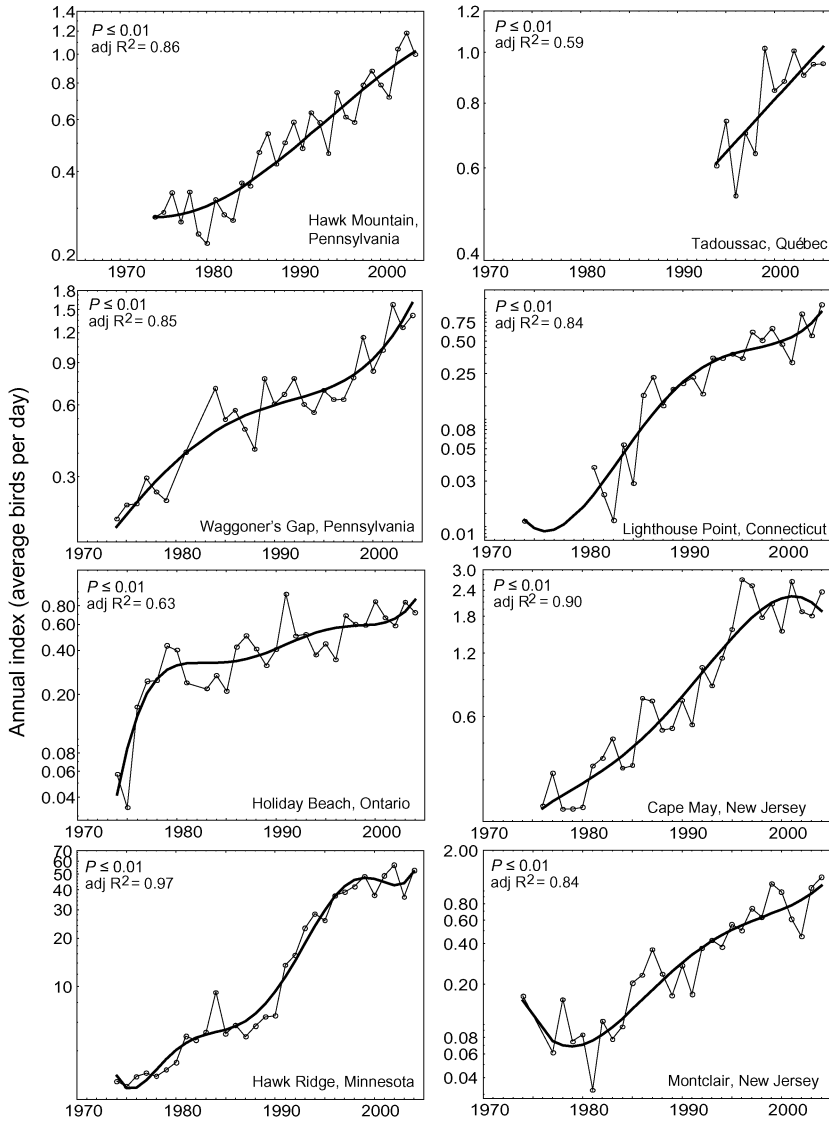 Annual index (average birds per day)
1.4
1.2
1.0
0.8
0.6
0.4
0.2
P ≤ 0.01
adj R² = 0.86
Hawk Mountain,
Pennsylvania
1970 1980 1990 2000
1.2
1.0
0.8
0.6
0.4
P ≤ 0.01
adj R² = 0.59
Tadoussac, Québec
1970 1980 1990 2000
1.8
1.5
1.2
0.9
0.6
0.3
P ≤ 0.01
adj R² = 0.85
Waggoner's Gap, Pennsylvania
1970 1980 1990 2000
0.75
0.50
0.25
0.08
0.05
0.03
0.01
P ≤ 0.01
adj R² = 0.84
Lighthouse Point, Connecticut
1970 1980 1990 2000
0.80
0.60
0.40
0.20
0.08
0.06
0.04
P ≤ 0.01
adj R² = 0.63
Holiday Beach, Ontario
1970 1980 1990 2000
3.0
2.4
1.8
1.2
0.6
P ≤ 0.01
adj R² = 0.90
Cape May, New Jersey
1970 1980 1990 2000
70
60
50
40
30
20
10
P ≤ 0.01
adj R² = 0.97
Hawk Ridge, Minnesota
1970 1980 1990 2000
2.00
0.80
0.60
0.40
0.20
0.08
0.06
0.04
P ≤ 0.01
adj R² = 0.84
Montclair, New Jersey
1970 1980 1990 2000